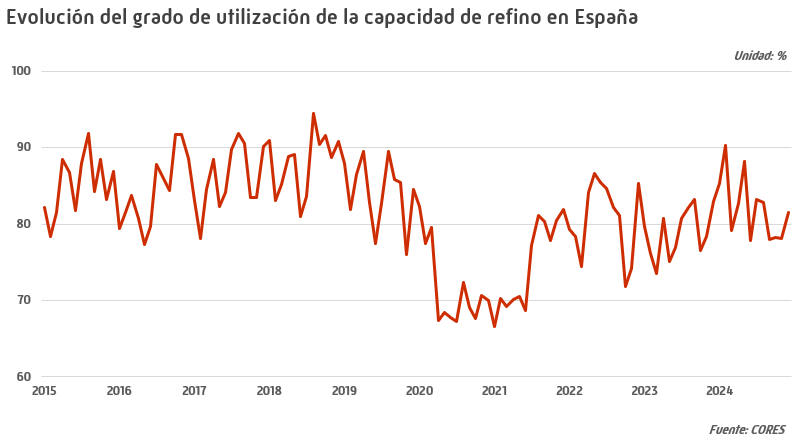 Evolución del grado de utilización de la capacidad de refino en España
Unidad: %
100
90
80
70
60
2015 2016 2017 2018 2019 2020 2021 2022 2023 2024
Fuente: CORES